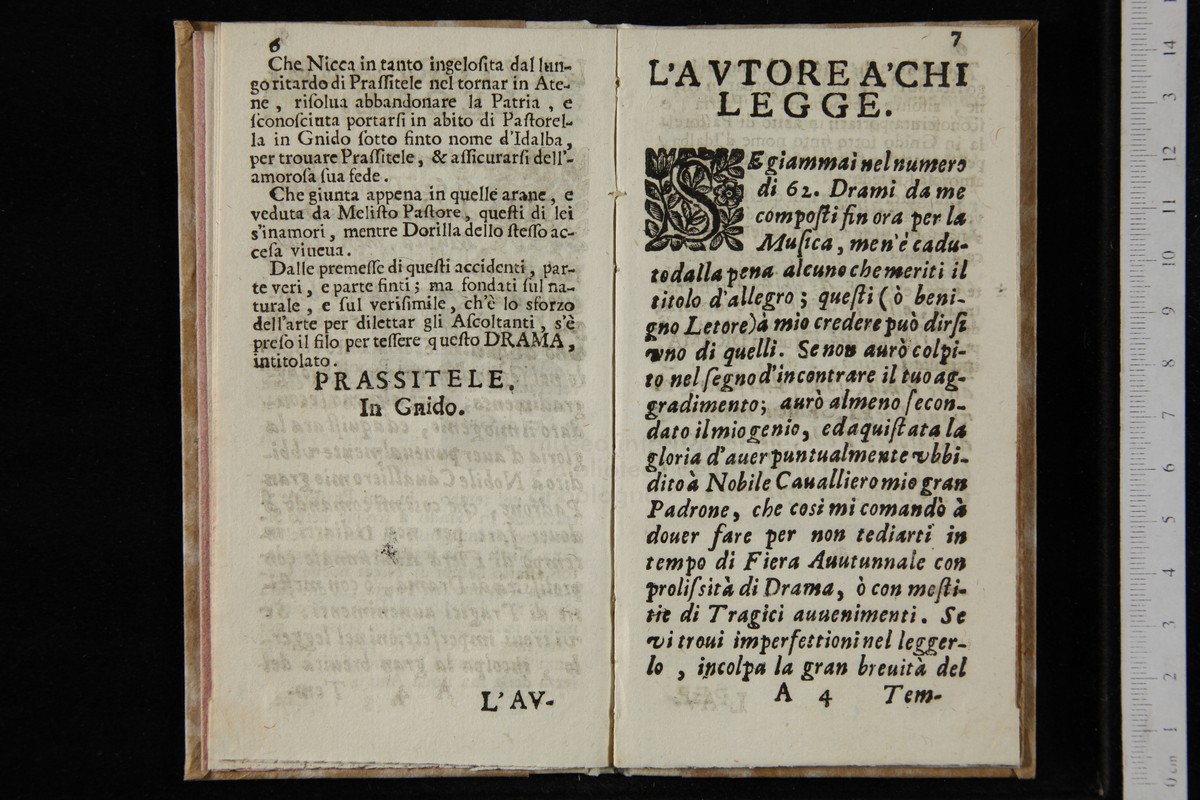 6
Che Nicea in tanto ingeloſita dal lun-
go ritardo di Praſſitele nel tornar in Ate-
ne , riſolua abbandonare la Patria , e
ſconoſciuta portarſi in abito di Paſtorel-
la in Gnido ſotto finto nome d'Idalba,
per trouare Praſſitele, & aſſicurarſi dell'-
amoroſa ſua fede.
Che giunta appena in quelle arane, e
veduta da Meliſto Paſtore, queſti di lei
s'inamori, mentre Dorilla dello ſteſſo ac-
ceſa viueua.
Dalle premeſſe di queſti accidenti, par-
te veri, e parte finti; ma fondati ſul na-
turale , e ſul veriſimile, ch'è lo sforzo
dell'arte per dilettar gli Aſcoltanti, s'è
preſo il filo per teſſere queſto DRAMA,
intitolato.
PRASSITELE.
In Gnido.
L'AV-
7
L'AVTORE A'CHI
LEGGE.
SE giammai nel numero
di 62. Drami da me
compoſti fin ora per la
Muſica, men'è cadu-
to dalla pena alcuno che meriti il
titolo d'allegro; queſti (ò beni-
gno Letore) à mio credere può dirſi
vno di quelli. Se non aurò colpi-
to nel ſegno d'incontrare il tuo ag-
gradimento; aurò almeno ſecon-
dato il mio genio, ed aquiſtata la
gloria d'auer puntualmente vbbi-
dito à Nobile Cauallier o mio gran
Padrone, che così mi comandò à
douer fare per non tediarti in
tempo di Fiera Auutunnale con
proliſsità di Drama, ò con meſti-
tie di Tragici auuenimenti. Se
vi troui imperfettioni nel legger-
lo , incolpa la gran breuità del
A 4 Tem-